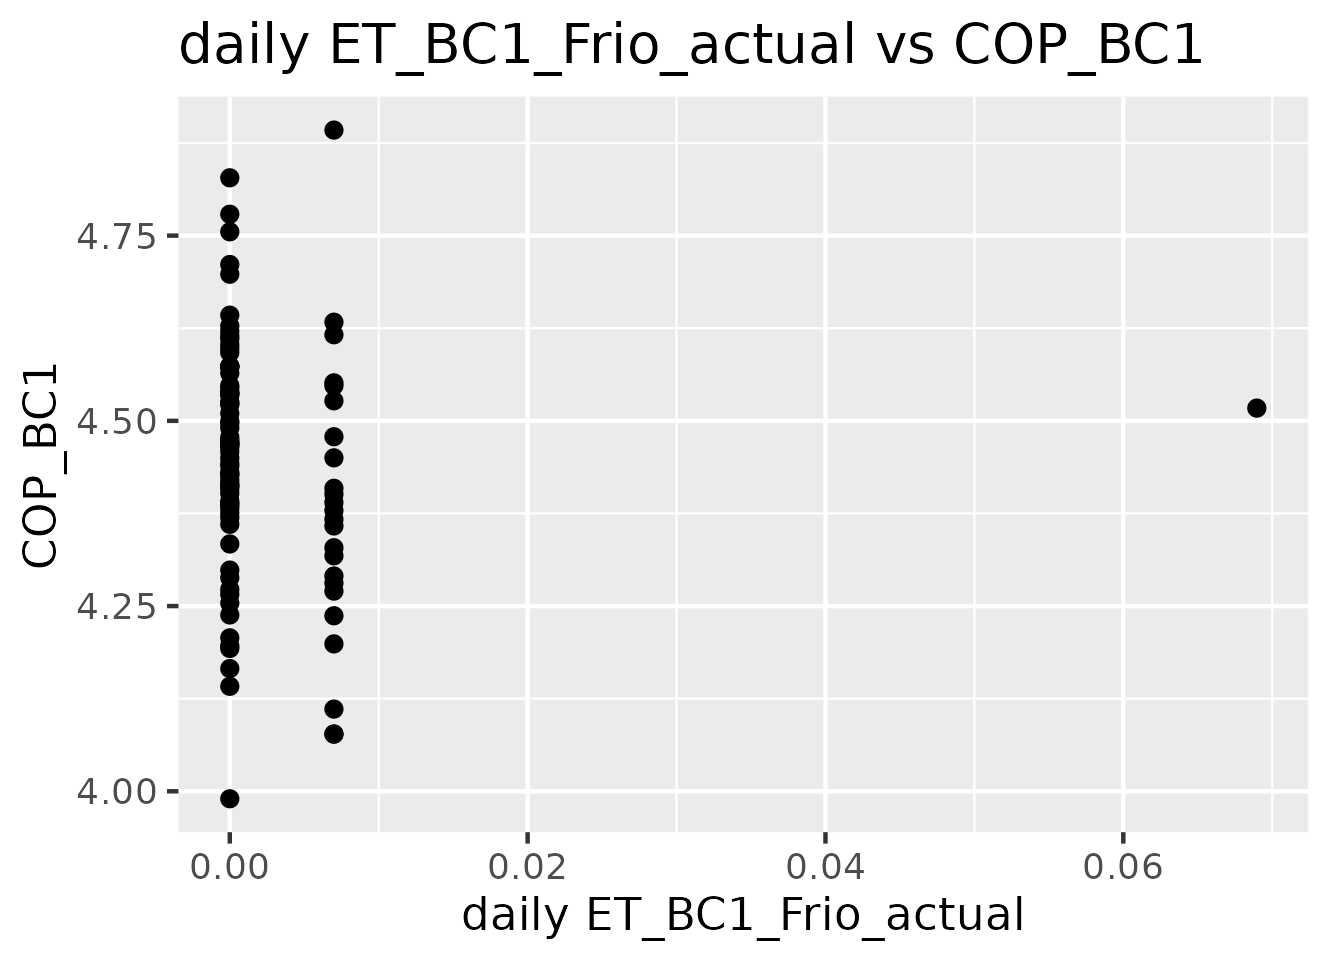 daily ET_BC1_Frio_actual vs COP_BC1
COP_BC1
4.75
4.50
4.25
4.00
0.00 0.02 0.04 0.06
daily ET_BC1_Frio_actual